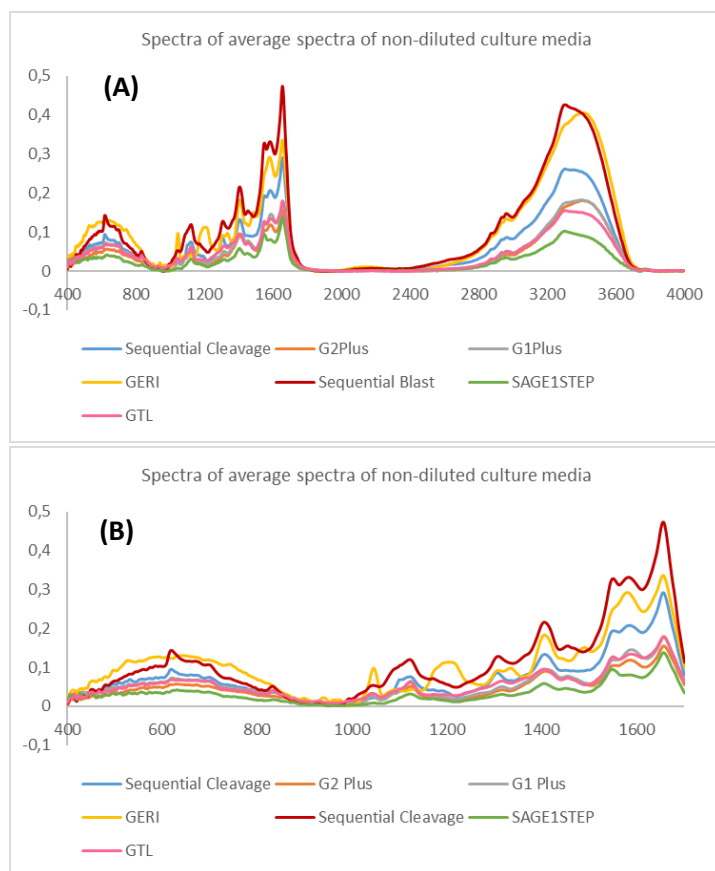 Spectra of average spectra of non-diluted culture media
(A)
0,5
0,4
0,3
0,2
0,1
0
-0,1
400 800 1200 1600 2000 2400 2800 3200 3600 4000
Sequential Cleavage G2Plus G1Plus
GERI Sequential Blast SAGE1STEP
GTL
Spectra of average spectra of non-diluted culture media
(B)
0,5
0,4
0,3
0,2
0,1
0
-0,1
400 600 800 1000 1200 1400 1600
Sequential Cleavage G2 Plus G1 Plus
GERI Sequential Cleavage SAGE1STEP
GTL